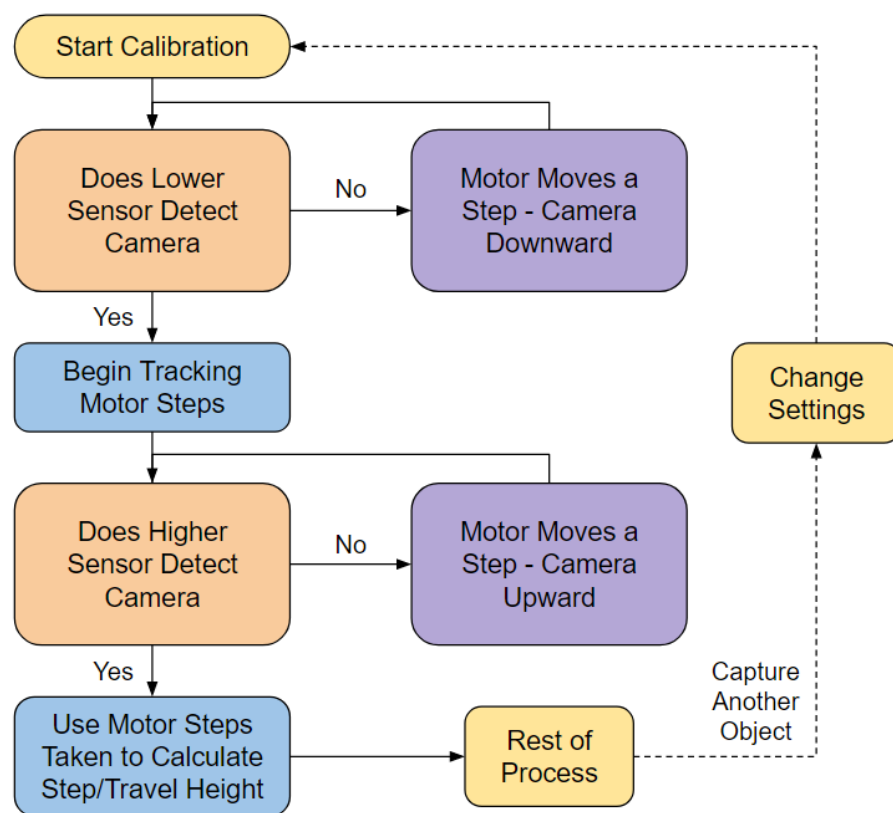 Start Calibration
Does Lower
Sensor Detect
Camera
No
Motor Moves a
Step - Camera
Downward
Yes
Begin Tracking
Motor Steps
Change
Settings
Does Higher
Sensor Detect
Camera
No
Motor Moves a
Step - Camera
Upward
Yes
Capture
Another
Object
Use Motor Steps
Taken to Calculate
Step/Travel Height
Rest of
Process